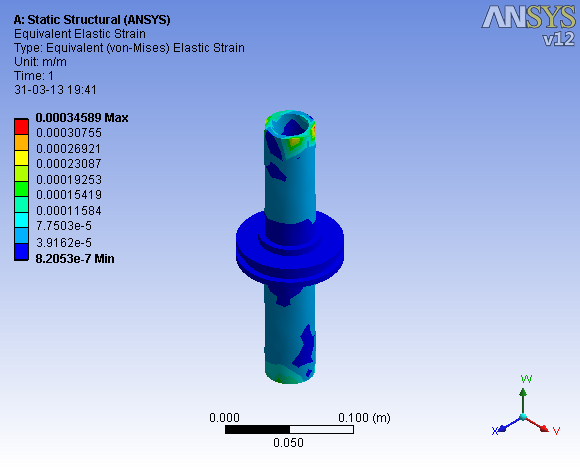 A: Static Structural (ANSYS)
Equivalent Elastic Strain
Type: Equivalent (von-Mises) Elastic Strain
Unit: m/m
Time: 1
31-03-13 19:41
ANSYS
v12
0.00034589 Max
0.00030755
0.00026921
0.00023087
0.00019253
0.00015419
0.00011584
7.7503e-5
3.9162e-5
8.2053e-7 Min
0.000
0.100 (m)
0.050
W
X
V